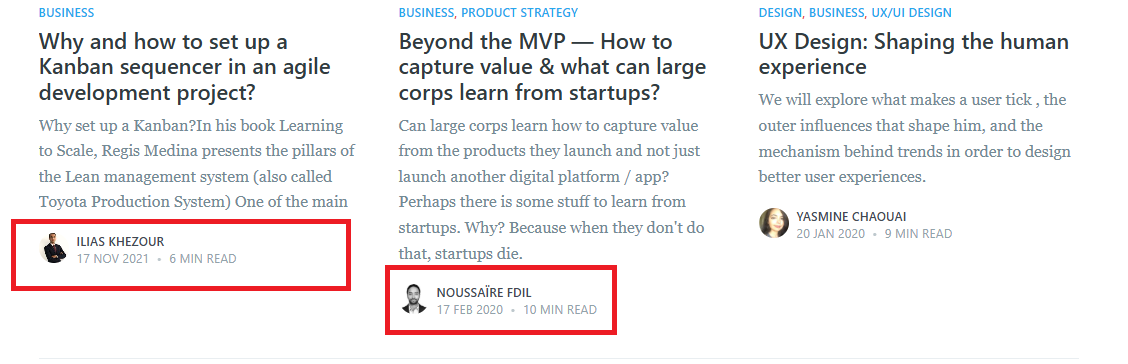 BUSINESS
Why and how to set up a
Kanban sequencer in an agile
development project?
Why set up a Kanban?In his book Learning
to Scale, Regis Medina presents the pillars of
the Lean management system (also called
Toyota Production System) One of the main
ILIAS KHEZOUR
17 NOV 2021 • 6 MIN READ
BUSINESS, PRODUCT STRATEGY
Beyond the MVP — How to
capture value & what can large
corps learn from startups?
Can large corps learn how to capture value
from the products they launch and not just
launch another digital platform / app?
Perhaps there is some stuff to learn from
startups. Why? Because when they don't do
that, startups die.
NOUSSAÏRE FDIL
17 FEB 2020 • 10 MIN READ
DESIGN, BUSINESS, UX/UI DESIGN
UX Design: Shaping the human
experience
We will explore what makes a user tick , the
outer influences that shape him, and the
mechanism behind trends in order to design
better user experiences.
YASMINE CHAOUAI
20 JAN 2020 • 9 MIN READ